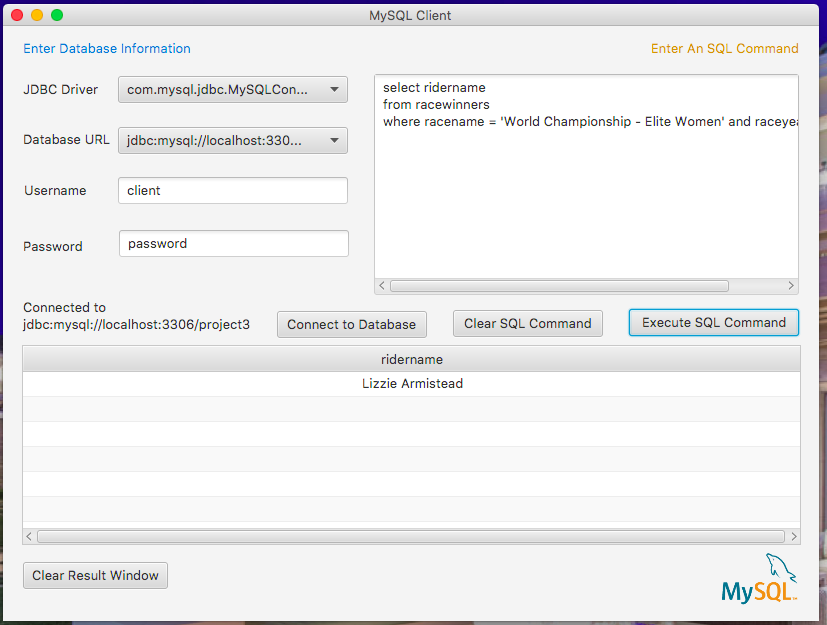 MySQL Client
Enter Database Information
Enter An SQL Command
JDBC Driver
com.mysql.jdbc.MySQLCon...
Database URL
jdbc:mysql://localhost:330...
Username
client
Password
password
select ridername
from racewinners
where racename = 'World Championship - Elite Women' and raceyea
Connected to
jdbc:mysql://localhost:3306/project3
Connect to Database
Clear SQL Command
Execute SQL Command
ridername
Lizzie Armistead
Clear Result Window
MySQL